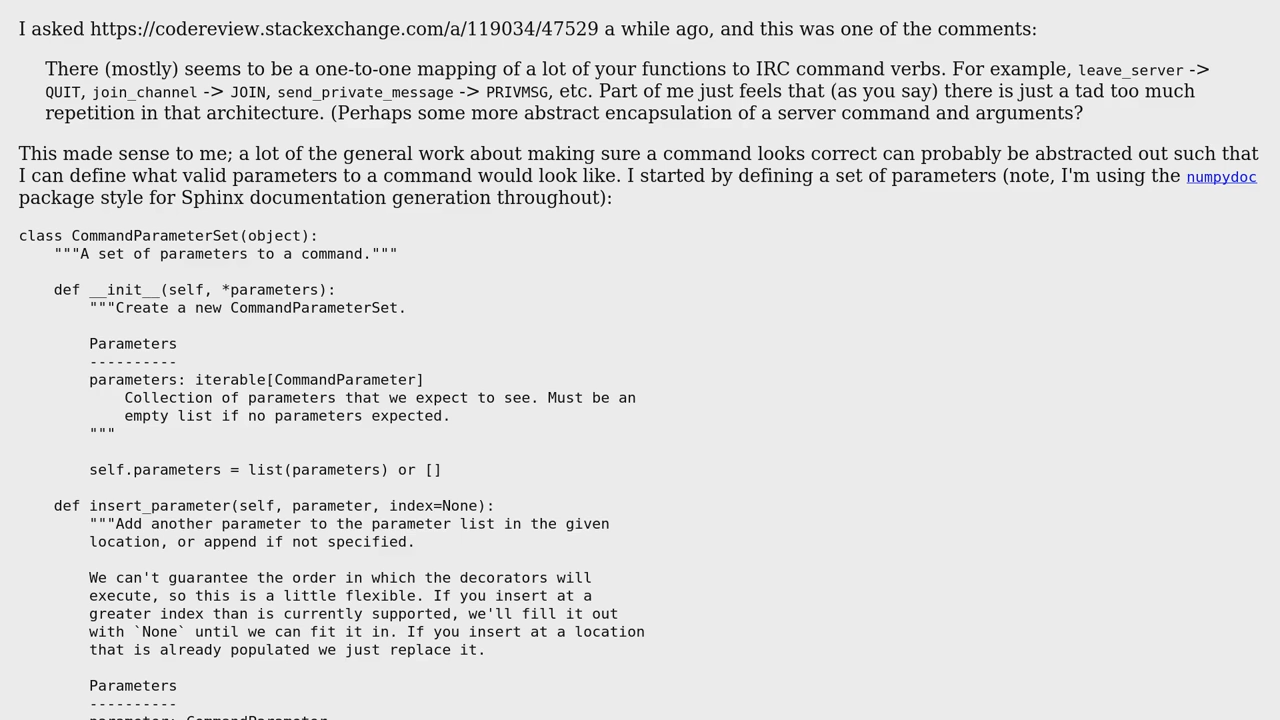 I asked https://codereview.stackexchange.com/a/119034/47529 a while ago, and this was one of the comments:
There (mostly) seems to be a one-to-one mapping of a lot of your functions to IRC command verbs. For example, leave_server ->
QUIT, join_channel -> JOIN, send_private_message -> PRIVMSG, etc. Part of me just feels that (as you say) there is just a tad too much
repetition in that architecture. (Perhaps some more abstract encapsulation of a server command and arguments?
This made sense to me; a lot of the general work about making sure a command looks correct can probably be abstracted out such that
I can define what valid parameters to a command would look like. I started by defining a set of parameters (note, I'm using the numpydoc
package style for Sphinx documentation generation throughout):
class CommandParameterSet(object):
    """A set of parameters to a command."""
    def __init__(self, *parameters):
        """Create a new CommandParameterSet.
        Parameters
        ----------
        parameters: iterable[CommandParameter]
            Collection of parameters that we expect to see. Must be an
            empty list if no parameters expected.
        """
        self.parameters = list(parameters) or []
    def insert_parameter(self, parameter, index=None):
        """Add another parameter to the parameter list in the given
        location, or append if not specified.
        We can't guarantee the order in which the decorators will
        execute, so this is a little flexible. If you insert at a
        greater index than is currently supported, we'll fill it out
        with `None` until we can fit it in. If you insert at a location
        that is already populated we just replace it.
        Parameters
        ----------
        parameter: CommandParameter